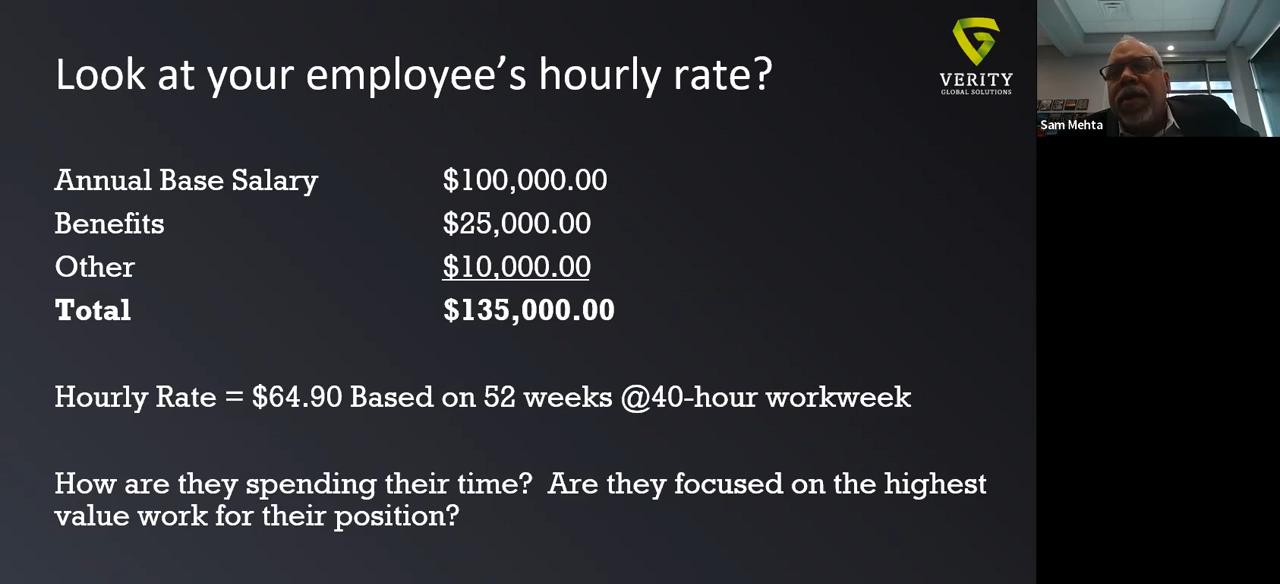 Look at your employee’s hourly rate?
VERITY
GLOBAL SOLUTIONS
Sam Mehta
Annual Base Salary $100,000.00
Benefits $25,000.00
Other $10,000.00
Total $135,000.00
Hourly Rate = $64.90 Based on 52 weeks @40-hour workweek
How are they spending their time?  Are they focused on the highest
value work for their position?